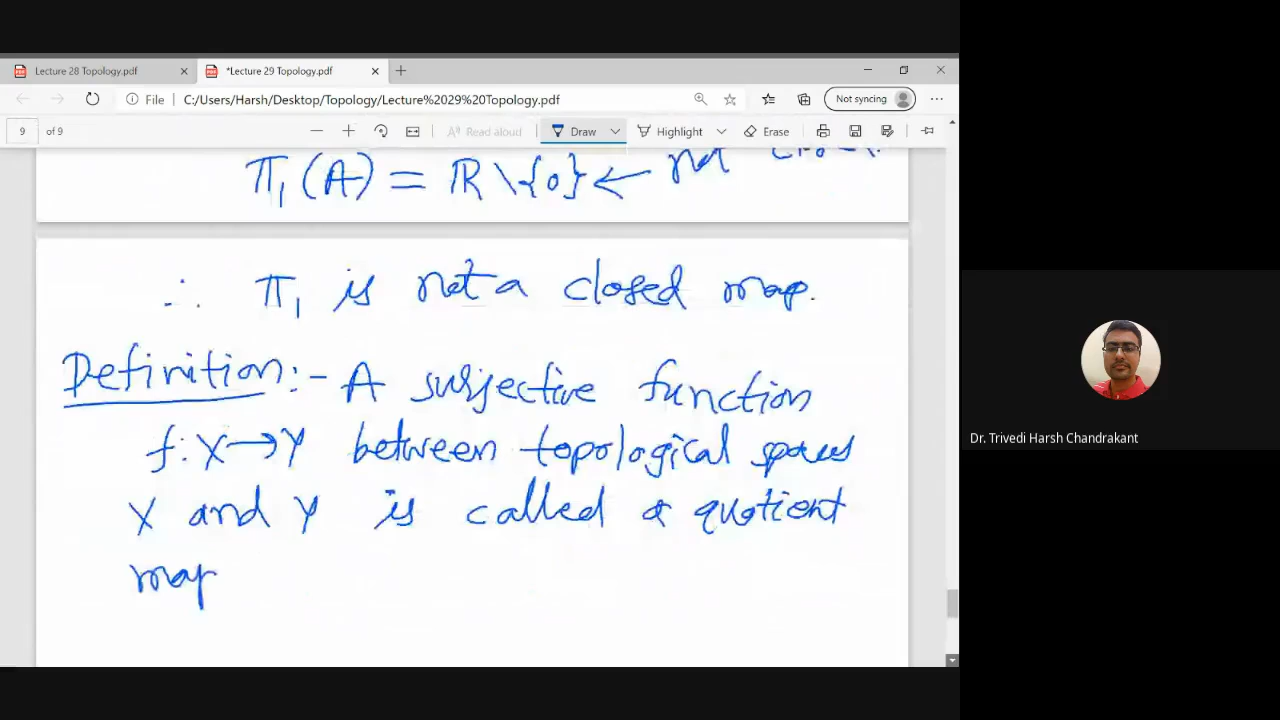 Lecture 28 Topology.pdf
*Lecture 29 Topology.pdf
File
C:/Users/Harsh/Desktop/Topology/Lecture%2029%20Topology.pdf
Not syncing
9 of 9
Read aloud
Draw
Highlight
Erase
π₁(A) = ℝ\{0} ← not
∴ π₁ is not a closed map.
Definition:- A surjective function
f: X→Y between topological spaces
X and Y is called a quotient
map
Dr. Trivedi Harsh Chandrakant